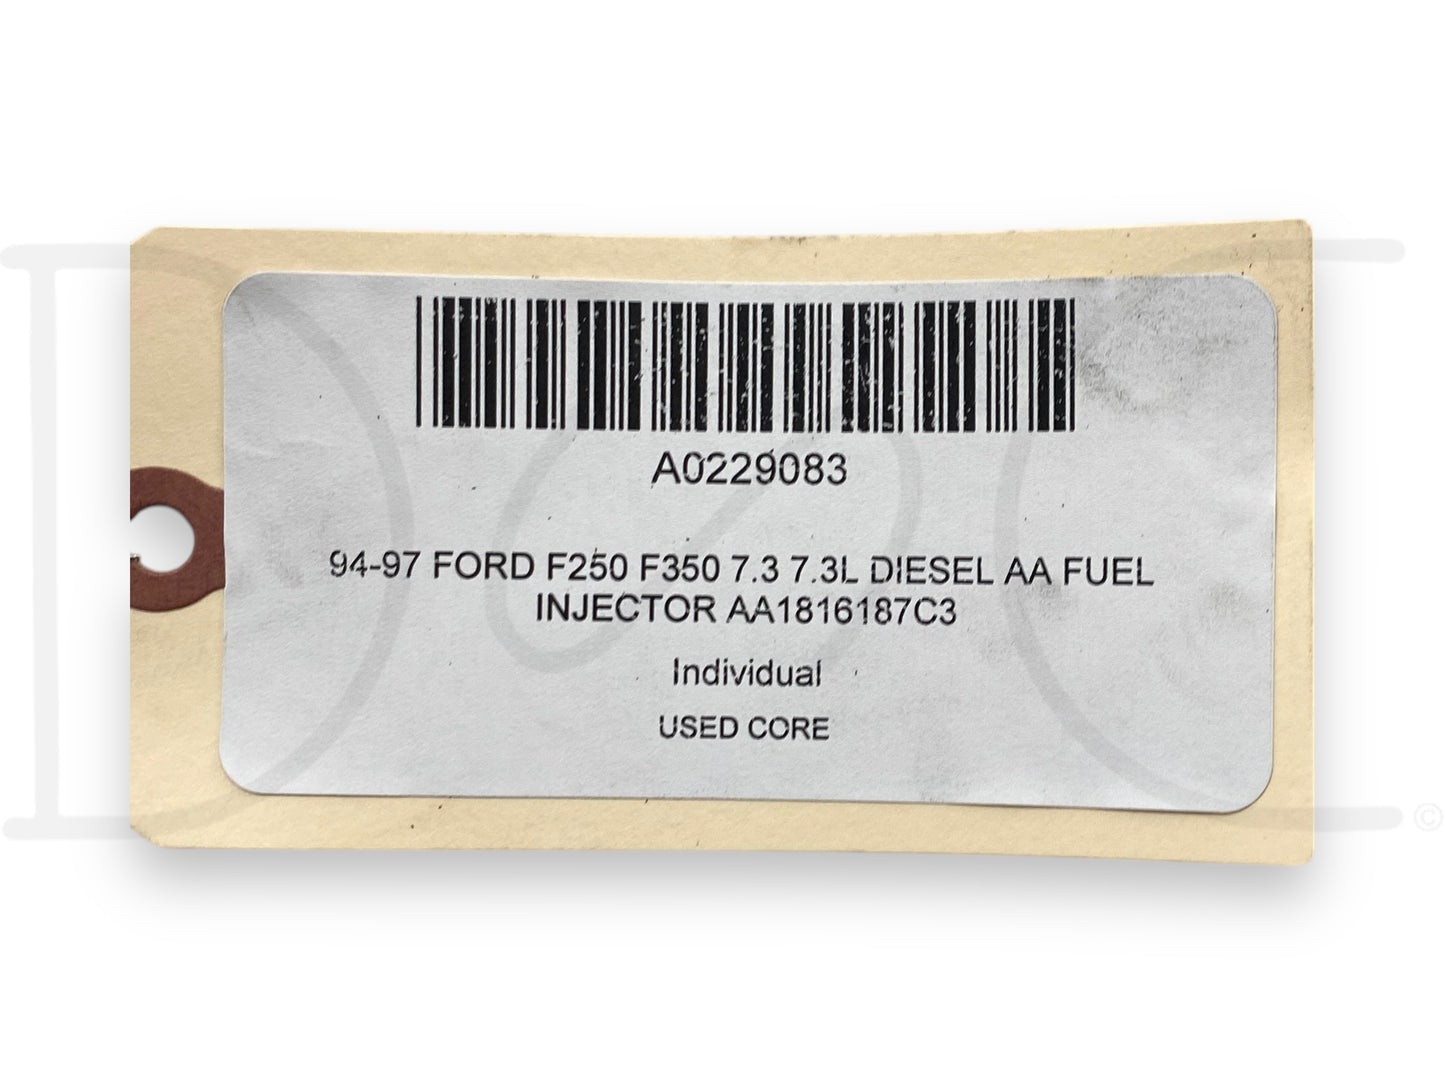 A0229083
94-97 FORD F250 F350 7.3 7.3L DIESEL AA FUEL
INJECTOR AA1816187C3
Individual
USED CORE
©